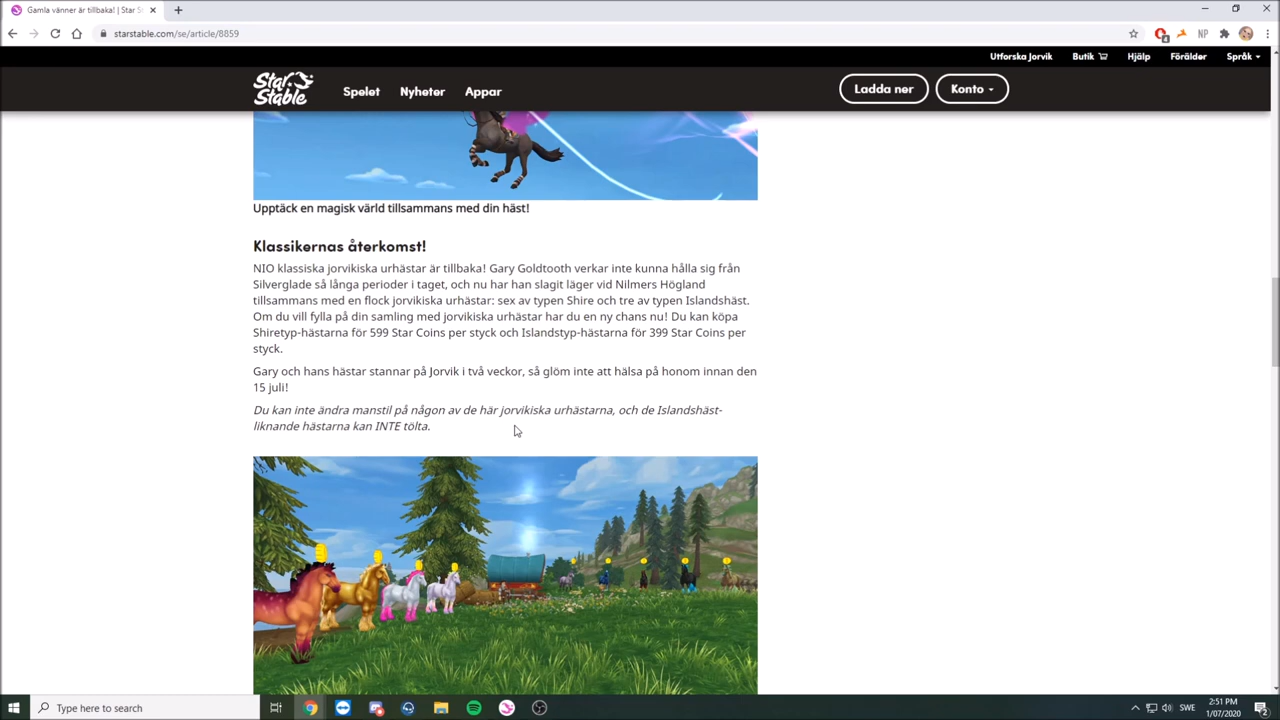 Gamla vänner är tillbaka! | Star S
starstable.com/se/article/8859
4
NP
Utforska Jorvik Butik Hjälp Förälder Språk
Star Stable
Spelet Nyheter Appar
Ladda ner Konto
Upptäck en magisk värld tillsammans med din häst!
Klassikernas återkomst!
NIO klassiska jorvikiska urhästar är tillbaka! Gary Goldtooth verkar inte kunna hålla sig från
Silverglade så långa perioder i taget, och nu har han slagit läger vid Nilmers Högland
tillsammans med en flock jorvikiska urhästar: sex av typen Shire och tre av typen Islandshäst.
Om du vill fylla på din samling med jorvikiska urhästar har du en ny chans nu! Du kan köpa
Shiretyp-hästarna för 599 Star Coins per styck och Islandstyp-hästarna för 399 Star Coins per
styck.
Gary och hans hästar stannar på Jorvik i två veckor, så glöm inte att hälsa på honom innan den
15 juli!
Du kan inte ändra manstil på någon av de här jorvikiska urhästarna, och de Islandshäst-
liknande hästarna kan INTE tölta.
Type here to search
SWE
2:51 PM
1/07/2020
2